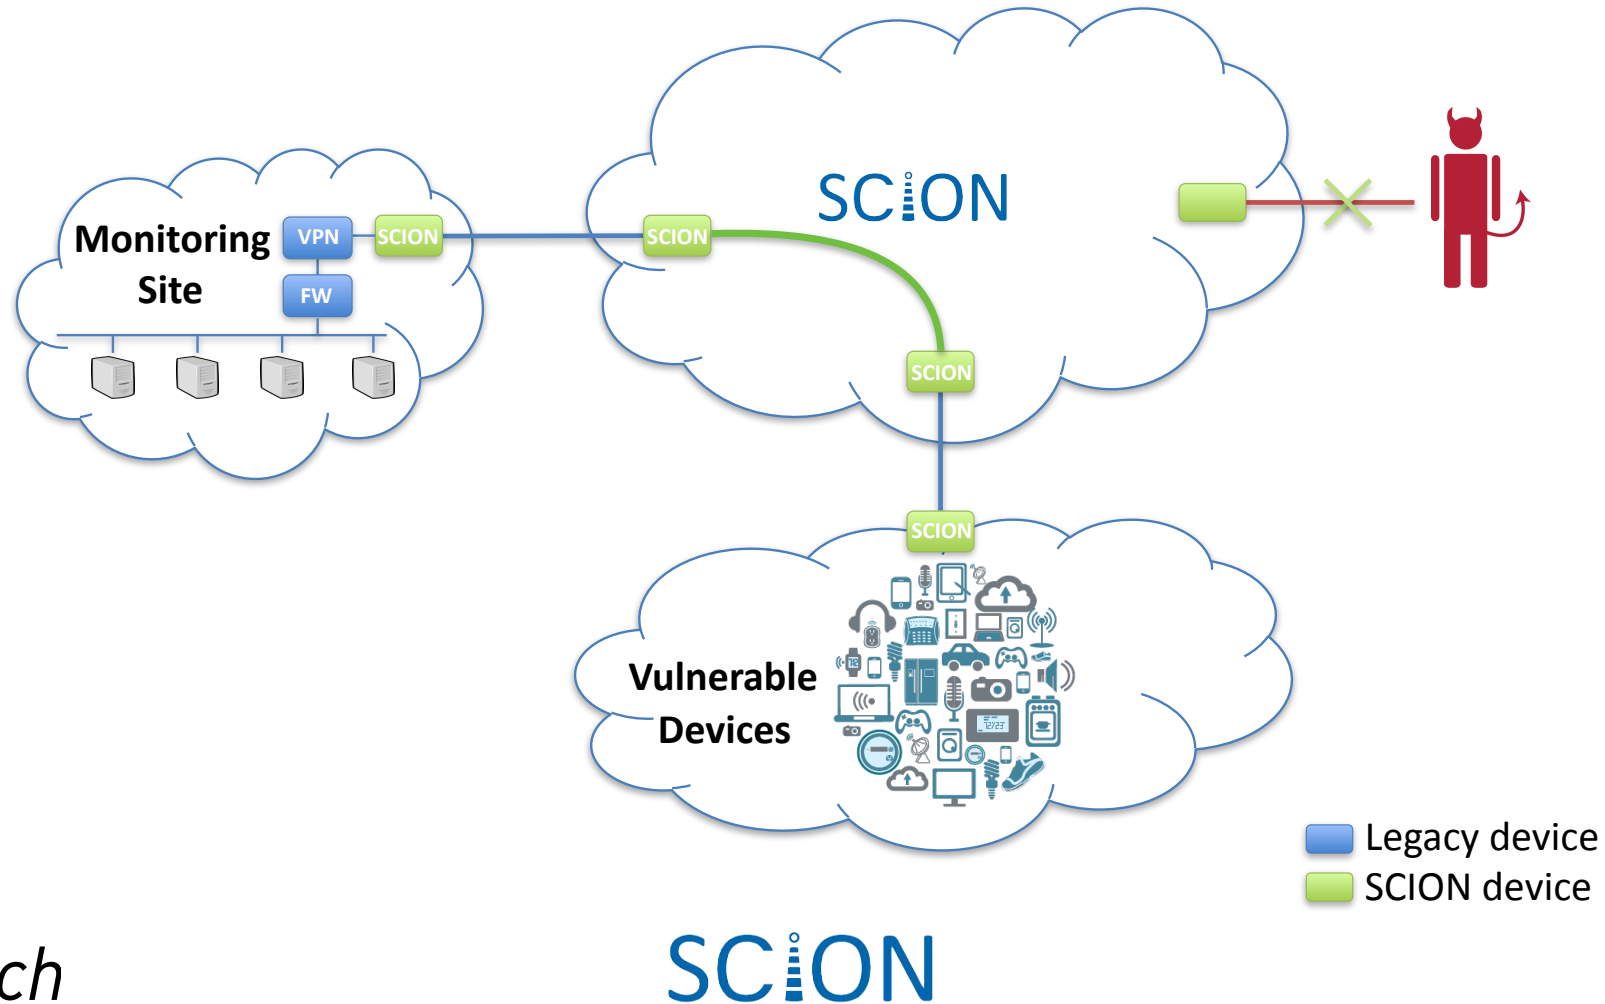 SCION
Monitoring
Site
VPN
SCION
FW
SCION
SCION
SCION
Vulnerable
Devices
Legacy device
SCION device
ch
SCION